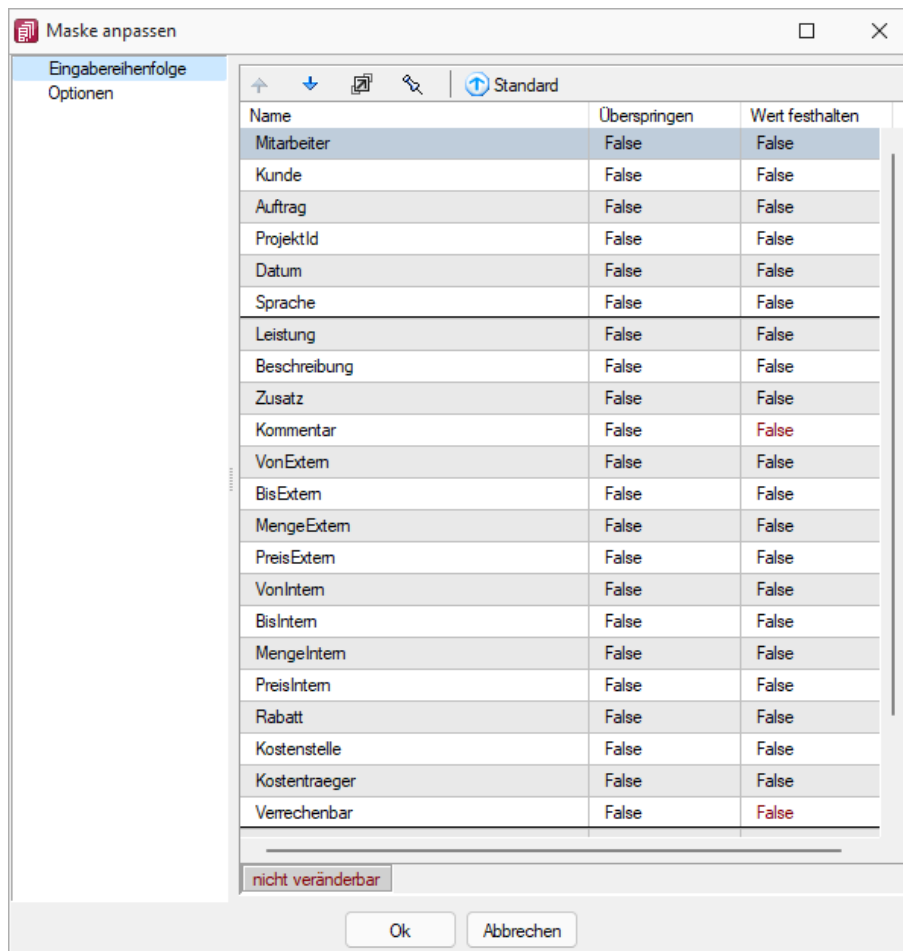 Maske anpassen
Eingabereihenfolge
Optionen
Standard
Name Überspringen Wert festhalten
Mitarbeiter False False
Kunde False False
Auftrag False False
ProjektId False False
Datum False False
Sprache False False
Leistung False False
Beschreibung False False
Zusatz False False
Kommentar False False
VonExtern False False
BisExtern False False
MengeExtern False False
PreisExtern False False
VonIntern False False
BisIntern False False
MengeIntern False False
PreisIntern False False
Rabatt False False
Kostenstelle False False
Kostentraeger False False
Verrechenbar False False
nicht veränderbar
Ok Abbrechen